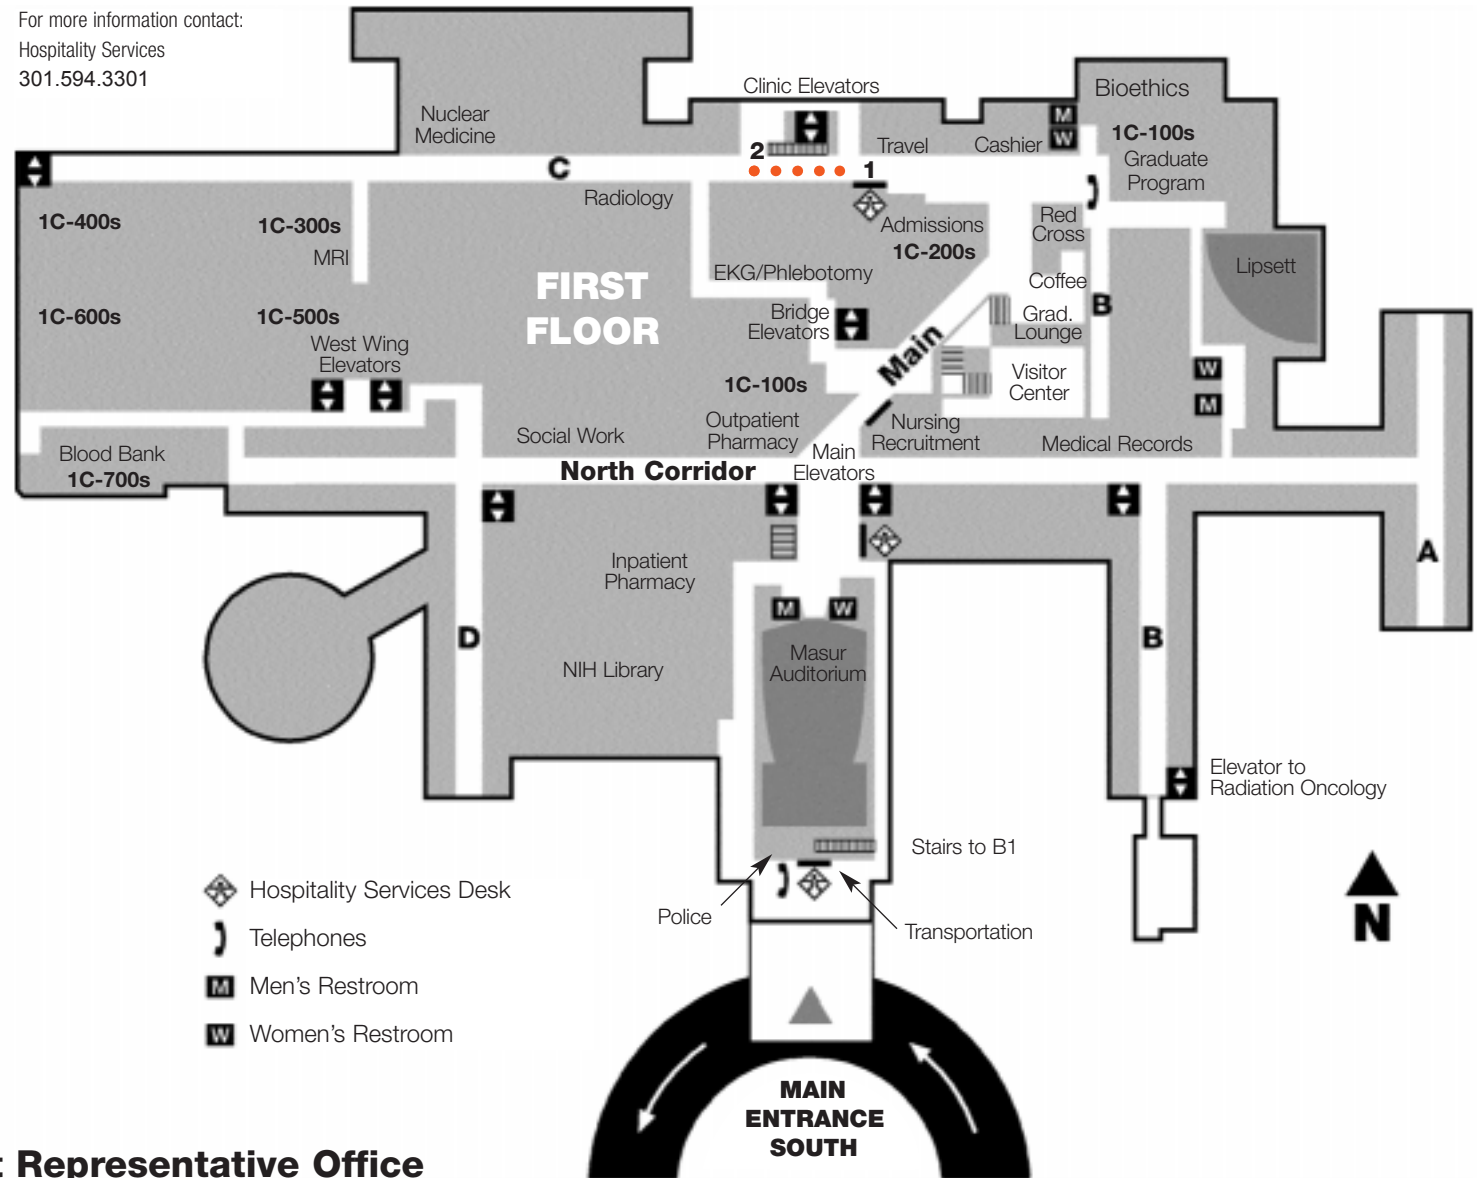 For more information contact:
Hospitality Services
301.594.3301
Clinic Elevators
Bioethics
Nuclear
Medicine
M
W
1C-100s
Graduate
Program
2
1
Travel
Cashier
C
Radiology
1C-400s
1C-300s
MRI
Admissions
1C-200s
Red
Cross
Lipsett
EKG/Phlebotomy
Coffee
FIRST
FLOOR
B
1C-600s
1C-500s
Bridge
Elevators
Grad.
Lounge
Main
West Wing
Elevators
1C-100s
Visitor
Center
W
M
Outpatient
Pharmacy
Nursing
Recruitment
Social Work
Medical Records
Blood Bank
1C-700s
Main
Elevators
North Corridor
Inpatient
Pharmacy
A
M
W
D
B
Masur
Auditorium
NIH Library
Elevator to
Radiation Oncology
Stairs to B1
Police
Transportation
N
Hospitality Services Desk
Telephones
M Men's Restroom
W Women's Restroom
MAIN
ENTRANCE
SOUTH
Representative Office